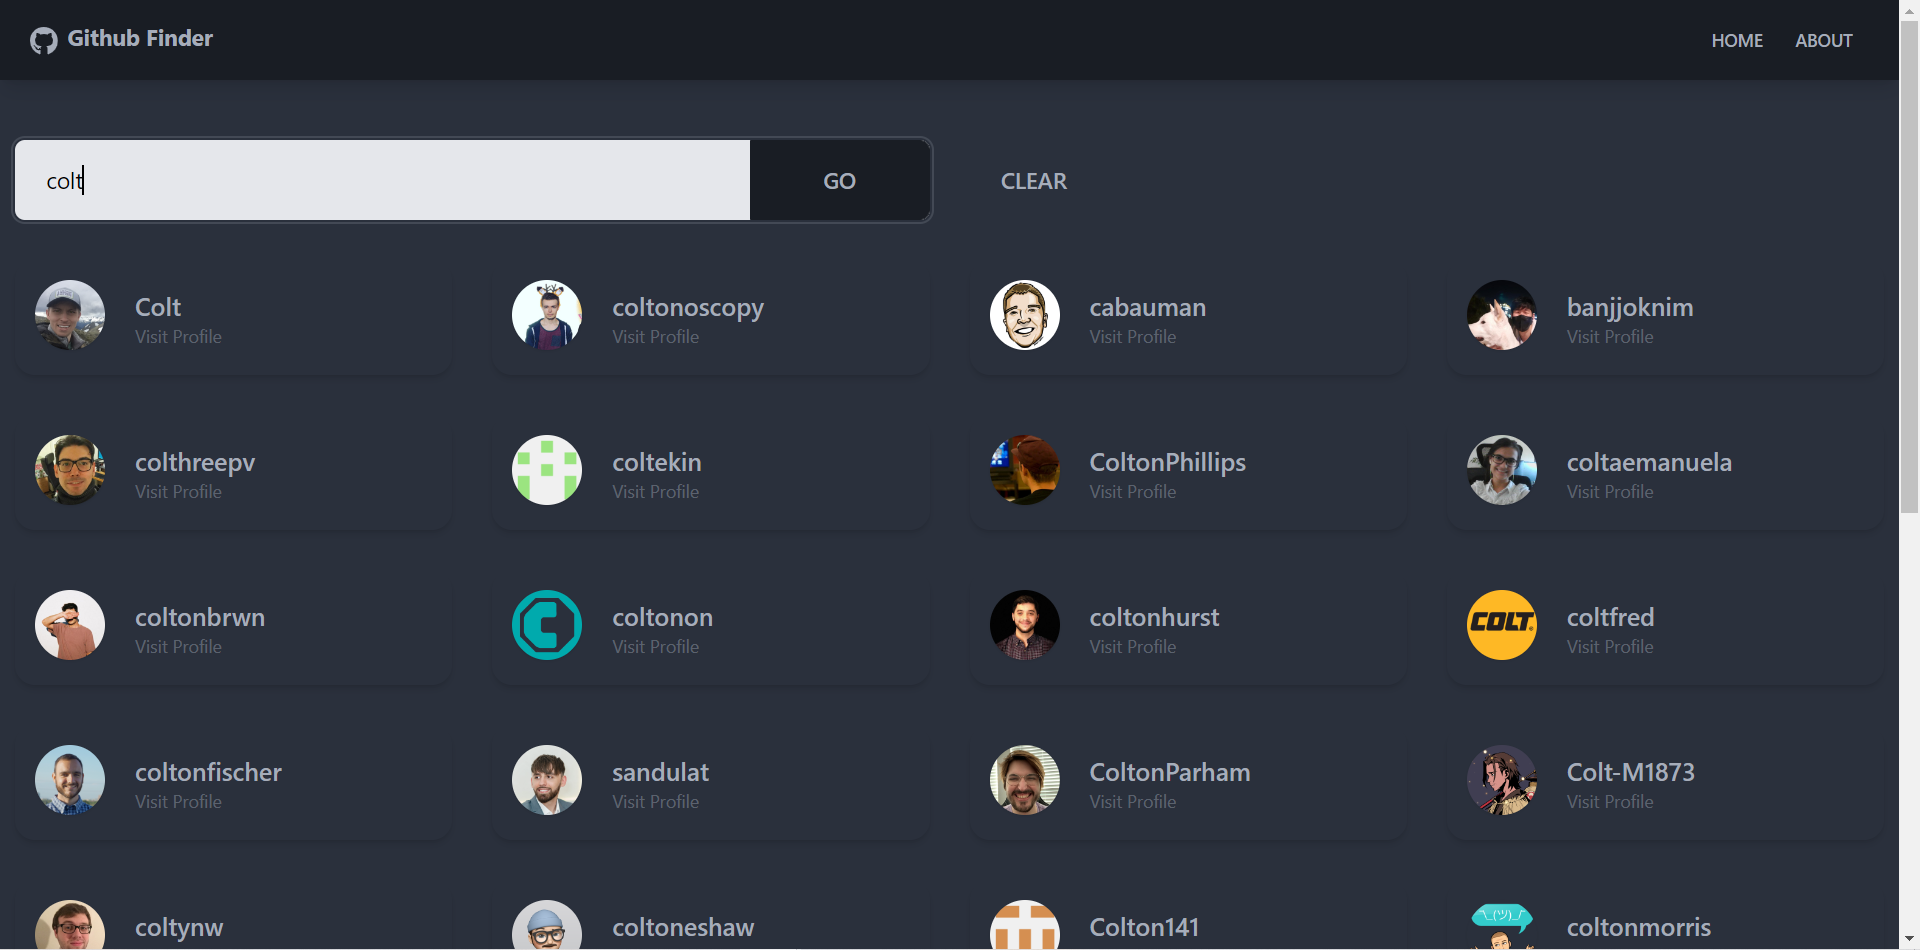 Github Finder
HOME
ABOUT
colt
GO
CLEAR
Colt
Visit Profile
coltonoscopy
Visit Profile
cabauman
Visit Profile
banjjoknim
Visit Profile
colthreepv
Visit Profile
coltekin
Visit Profile
ColtonPhillips
Visit Profile
coltaemanuela
Visit Profile
coltonbrwn
Visit Profile
coltonon
Visit Profile
coltonhurst
Visit Profile
COLT
coltfred
Visit Profile
coltonfischer
Visit Profile
sandulat
Visit Profile
ColtonParham
Visit Profile
Colt-M1873
Visit Profile
coltynw
coltoneshaw
Colton141
¯\_(ツ)_/¯
coltonmorris